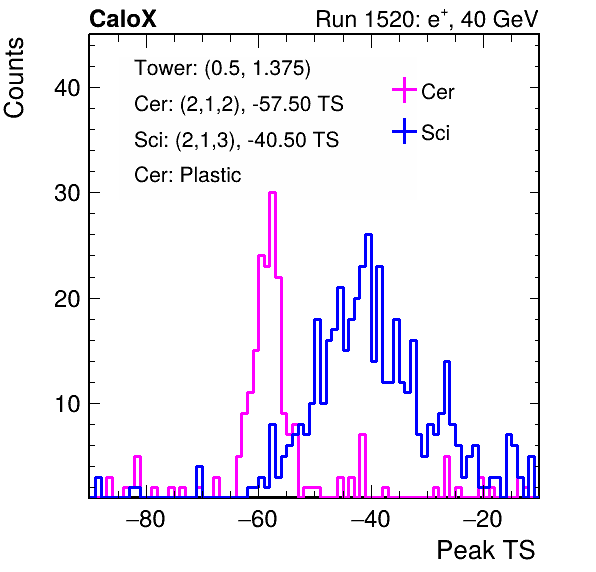 CaloX Run 1520: e⁺, 40 GeV
Counts
Tower: (0.5, 1.375)
Cer: (2,1,2), -57.50 TS
Sci: (2,1,3), -40.50 TS
Cer: Plastic
Cer
Sci
40
30
20
10
−80 −60 −40 −20
Peak TS